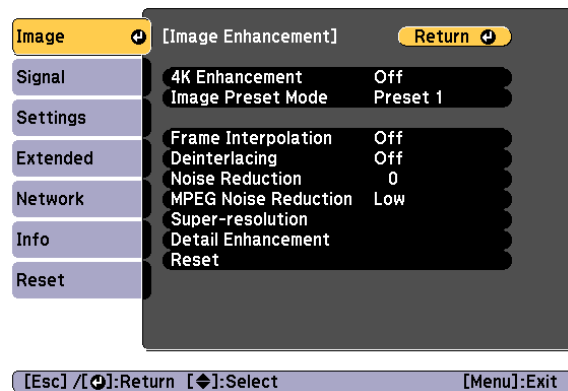 Image
Signal
Settings
Extended
Network
Info
Reset
[Image Enhancement] Return
4K Enhancement Off
Image Preset Mode Preset 1
Frame Interpolation Off
Deinterlacing Off
Noise Reduction 0
MPEG Noise Reduction Low
Super-resolution
Detail Enhancement
Reset
[Esc] /[ ]:Return [ ]:Select [Menu]:Exit